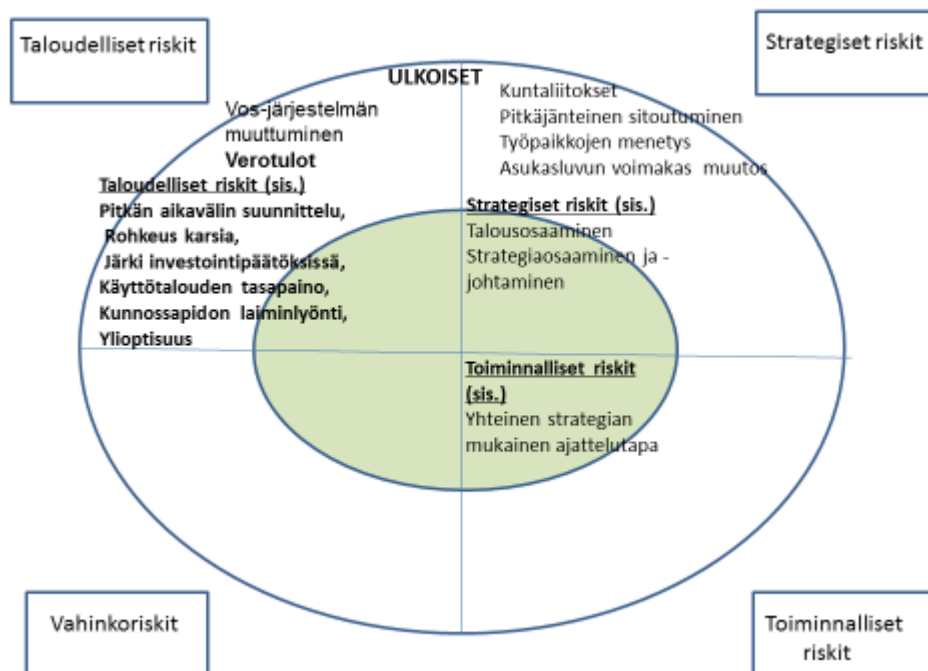 Taloudelliset riskit
Strategiset riskit
ULKOISET
Vos-järjestelmän
muuttuminen
Verotulot
Kuntaliitokset
Pitkäjänteinen sitoutuminen
Työpaikkojen menetys
Asukasluvun voimakas muutos
Taloudelliset riskit (sis.)
Pitkän aikavälin suunnittelu,
Rohkeus karsia,
Järki investointipäätöksissä,
Käyttötalouden tasapaino,
Kunnossapidon laiminlyönti,
Ylioptisuus
Strategiset riskit (sis.)
Talousosaaminen
Strategiaosaaminen ja -
johtaminen
Toiminnalliset riskit
(sis.)
Yhteinen strategian
mukainen ajattelutapa
Vahinkoriskit
Toiminnalliset
riskit